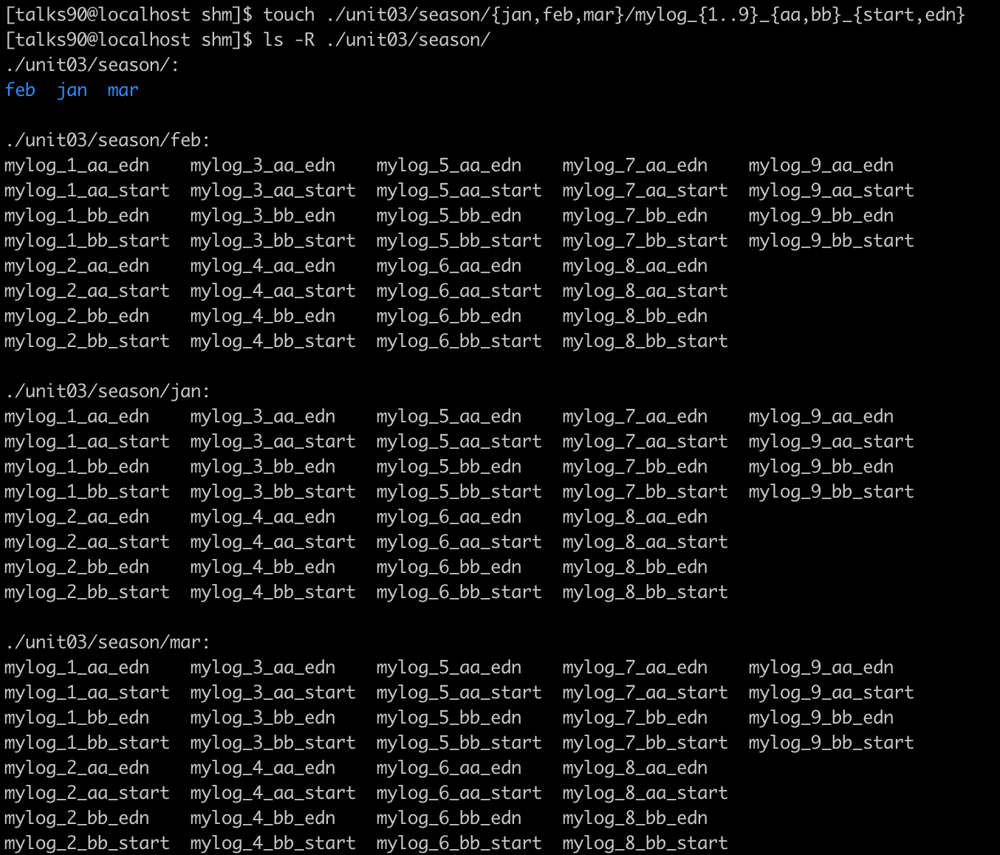 [talks90@localhost shm]$ touch ./unit03/season/{jan,feb,mar}/mylog_{1..9}_{aa,bb}_{start,edn}
[talks90@localhost shm]$ ls -R ./unit03/season/
./unit03/season/:
feb  jan  mar

./unit03/season/feb:
mylog_1_aa_edn    mylog_3_aa_edn    mylog_5_aa_edn    mylog_7_aa_edn    mylog_9_aa_edn
mylog_1_aa_start  mylog_3_aa_start  mylog_5_aa_start  mylog_7_aa_start  mylog_9_aa_start
mylog_1_bb_edn    mylog_3_bb_edn    mylog_5_bb_edn    mylog_7_bb_edn    mylog_9_bb_edn
mylog_1_bb_start  mylog_3_bb_start  mylog_5_bb_start  mylog_7_bb_start  mylog_9_bb_start
mylog_2_aa_edn    mylog_4_aa_edn    mylog_6_aa_edn    mylog_8_aa_edn
mylog_2_aa_start  mylog_4_aa_start  mylog_6_aa_start  mylog_8_aa_start
mylog_2_bb_edn    mylog_4_bb_edn    mylog_6_bb_edn    mylog_8_bb_edn
mylog_2_bb_start  mylog_4_bb_start  mylog_6_bb_start  mylog_8_bb_start

./unit03/season/jan:
mylog_1_aa_edn    mylog_3_aa_edn    mylog_5_aa_edn    mylog_7_aa_edn    mylog_9_aa_edn
mylog_1_aa_start  mylog_3_aa_start  mylog_5_aa_start  mylog_7_aa_start  mylog_9_aa_start
mylog_1_bb_edn    mylog_3_bb_edn    mylog_5_bb_edn    mylog_7_bb_edn    mylog_9_bb_edn
mylog_1_bb_start  mylog_3_bb_start  mylog_5_bb_start  mylog_7_bb_start  mylog_9_bb_start
mylog_2_aa_edn    mylog_4_aa_edn    mylog_6_aa_edn    mylog_8_aa_edn
mylog_2_aa_start  mylog_4_aa_start  mylog_6_aa_start  mylog_8_aa_start
mylog_2_bb_edn    mylog_4_bb_edn    mylog_6_bb_edn    mylog_8_bb_edn
mylog_2_bb_start  mylog_4_bb_start  mylog_6_bb_start  mylog_8_bb_start

./unit03/season/mar:
mylog_1_aa_edn    mylog_3_aa_edn    mylog_5_aa_edn    mylog_7_aa_edn    mylog_9_aa_edn
mylog_1_aa_start  mylog_3_aa_start  mylog_5_aa_start  mylog_7_aa_start  mylog_9_aa_start
mylog_1_bb_edn    mylog_3_bb_edn    mylog_5_bb_edn    mylog_7_bb_edn    mylog_9_bb_edn
mylog_1_bb_start  mylog_3_bb_start  mylog_5_bb_start  mylog_7_bb_start  mylog_9_bb_start
mylog_2_aa_edn    mylog_4_aa_edn    mylog_6_aa_edn    mylog_8_aa_edn
mylog_2_aa_start  mylog_4_aa_start  mylog_6_aa_start  mylog_8_aa_start
mylog_2_bb_edn    mylog_4_bb_edn    mylog_6_bb_edn    mylog_8_bb_edn
mylog_2_bb_start  mylog_4_bb_start  mylog_6_bb_start  mylog_8_bb_start